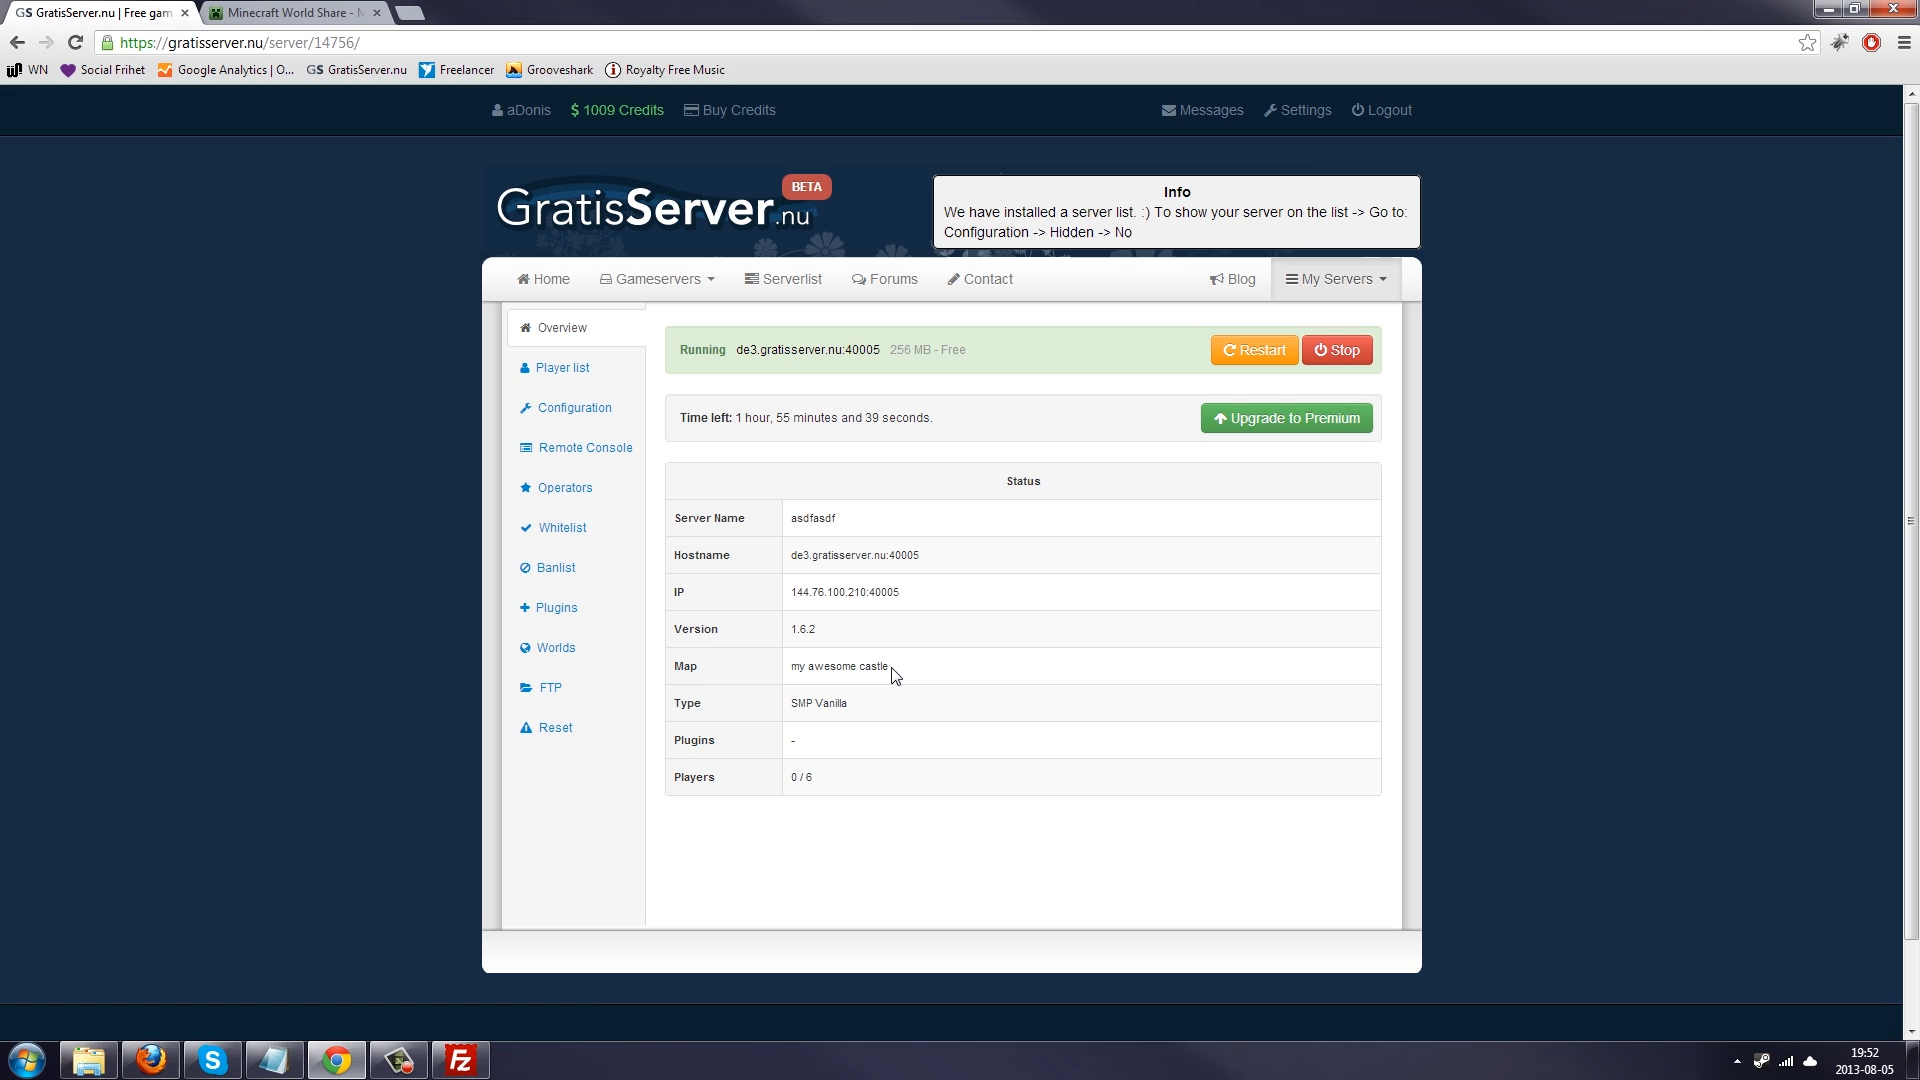 GS GratisServer.nu | Free gam
Minecraft World Share - M
https://gratisserver.nu/server/14756/
WN Social Frihet Google Analytics | O... GS GratisServer.nu Freelancer Grooveshark Royalty Free Music
aDonis $ 1009 Credits Buy Credits Messages Settings Logout
GratisServer.nu BETA
Info
We have installed a server list. :) To show your server on the list -> Go to:
Configuration -> Hidden -> No
Home Gameservers Serverlist Forums Contact Blog My Servers
Overview
Player list
Configuration
Remote Console
Operators
Whitelist
Banlist
Plugins
Worlds
FTP
Reset
Running de3.gratisserver.nu:40005 256 MB - Free Restart Stop
Time left: 1 hour, 55 minutes and 39 seconds. Upgrade to Premium
Status
Server Name asdfasdf
Hostname de3.gratisserver.nu:40005
IP 144.76.100.210:40005
Version 1.6.2
Map my awesome castle
Type SMP Vanilla
Plugins -
Players 0 / 6
19:52
2013-08-05